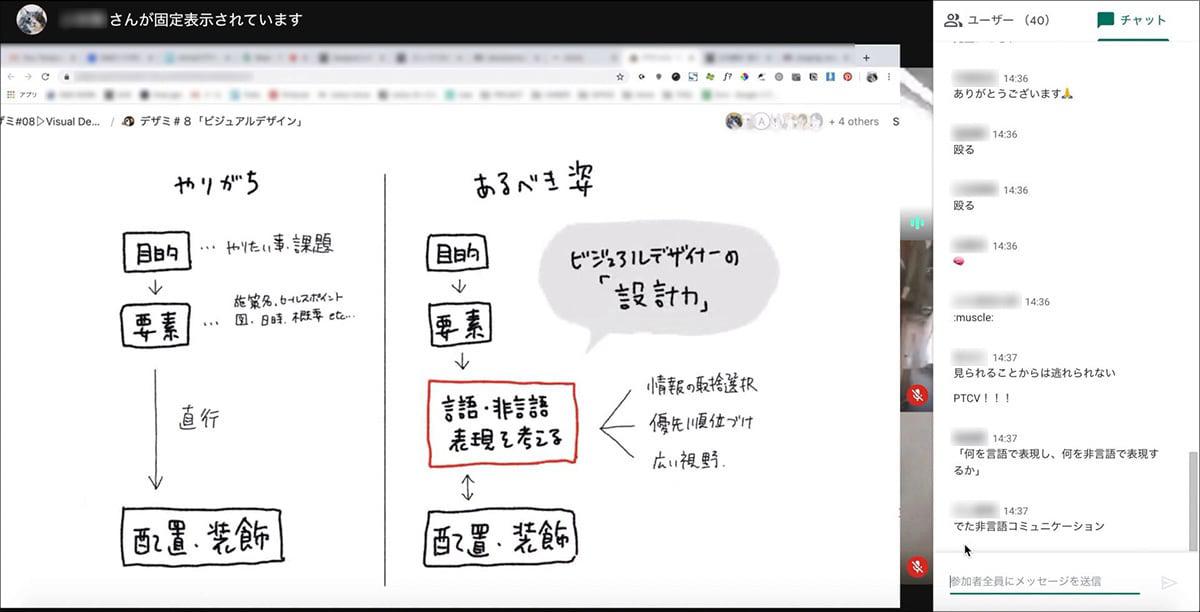 さんが固定表示されています
アプリ
ザミ#08▷Visual De... / デザミ＃８「ビジュアルデザイン」
+ 4 others
S
やりがち
目的 … やりたい事・課題
↓
要素 … 施策名、セールスポイント
図、日時、概要 etc…
直行
配置・装飾
あるべき姿
目的
↓
要素
↓
言語・非言語
表現を考える
↕
配置・装飾
ビジュアルデザイナーの
「設計力」
情報の取捨選択
優先順位づけ
広い視野.
ユーザー （40）
チャット
14:36
ありがとうございます🙏
14:36
殴る
14:36
殴る
14:36
🧠
14:36
:muscle:
14:37
見られることからは逃れられない
PTCV！！！
14:37
「何を言語で表現し、何を非言語で表現す
るか」
14:37
でた非言語コミュニケーション
参加者全員にメッセージを送信